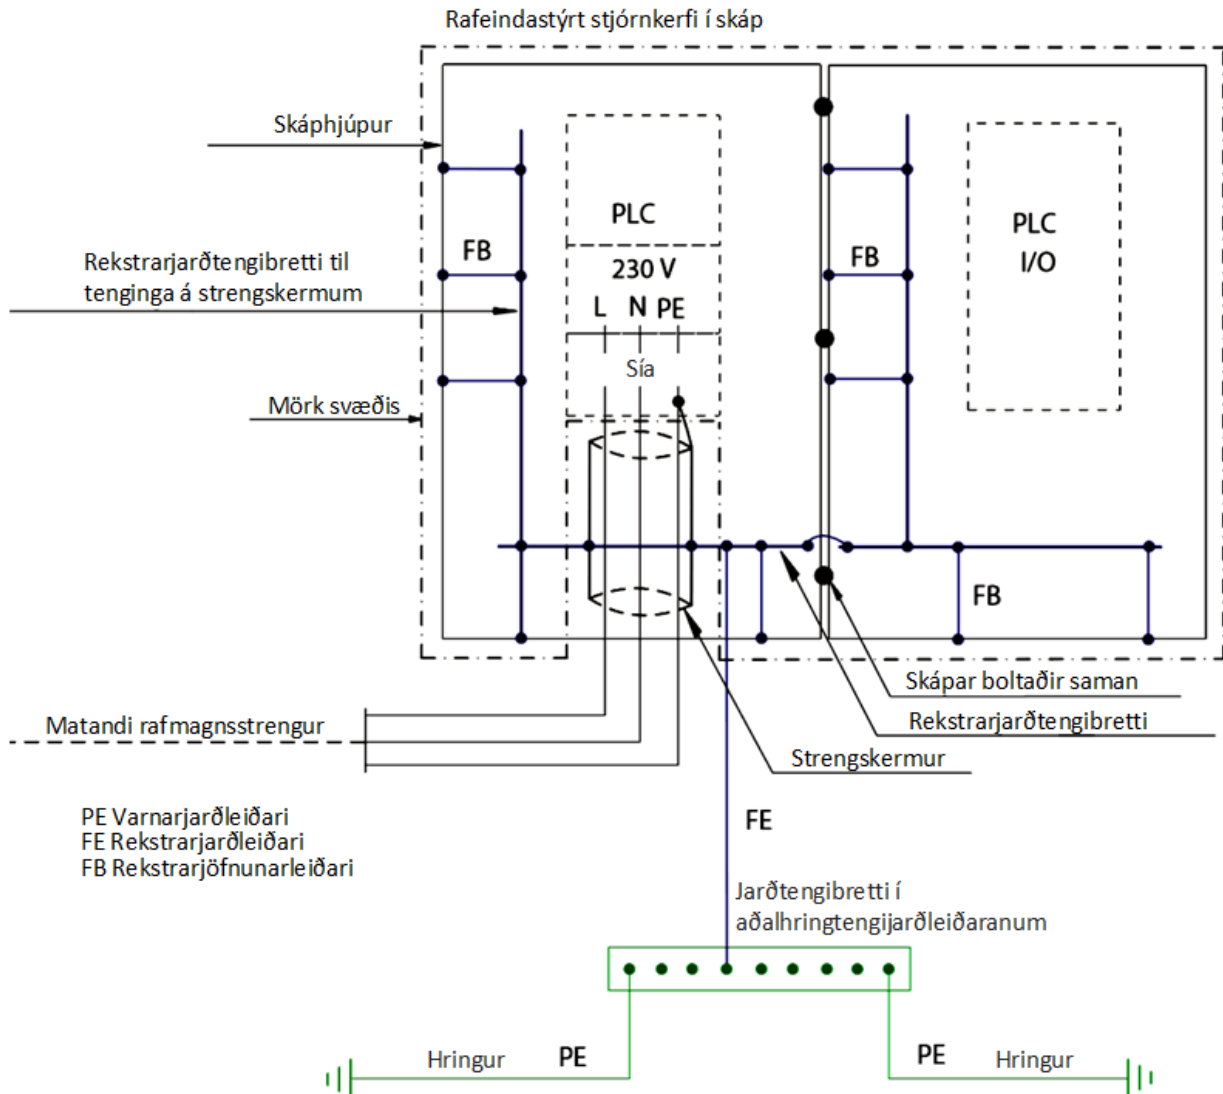 Rafeindastýrt stjórnkerfi í skáp
Skáphjúpur
PLC
PLC
I/O
FB
FB
230 V
Rekstrarjarðtengibretti til
tenginga á strengskermum
L N PE
Sía
Mörk svæðis
FB
Skápar boltaðir saman
Rekstrarjarðtengibretti
Matandi rafmagnsstrengur
Strengskermur
PE Varnarjarðleiðari
FE Rekstrarjarðleiðari
FB Rekstrarjöfnunarleiðari
FE
Jarðtengibretti í
aðalhringtengijarðleiðaranum
Hringur PE
PE Hringur